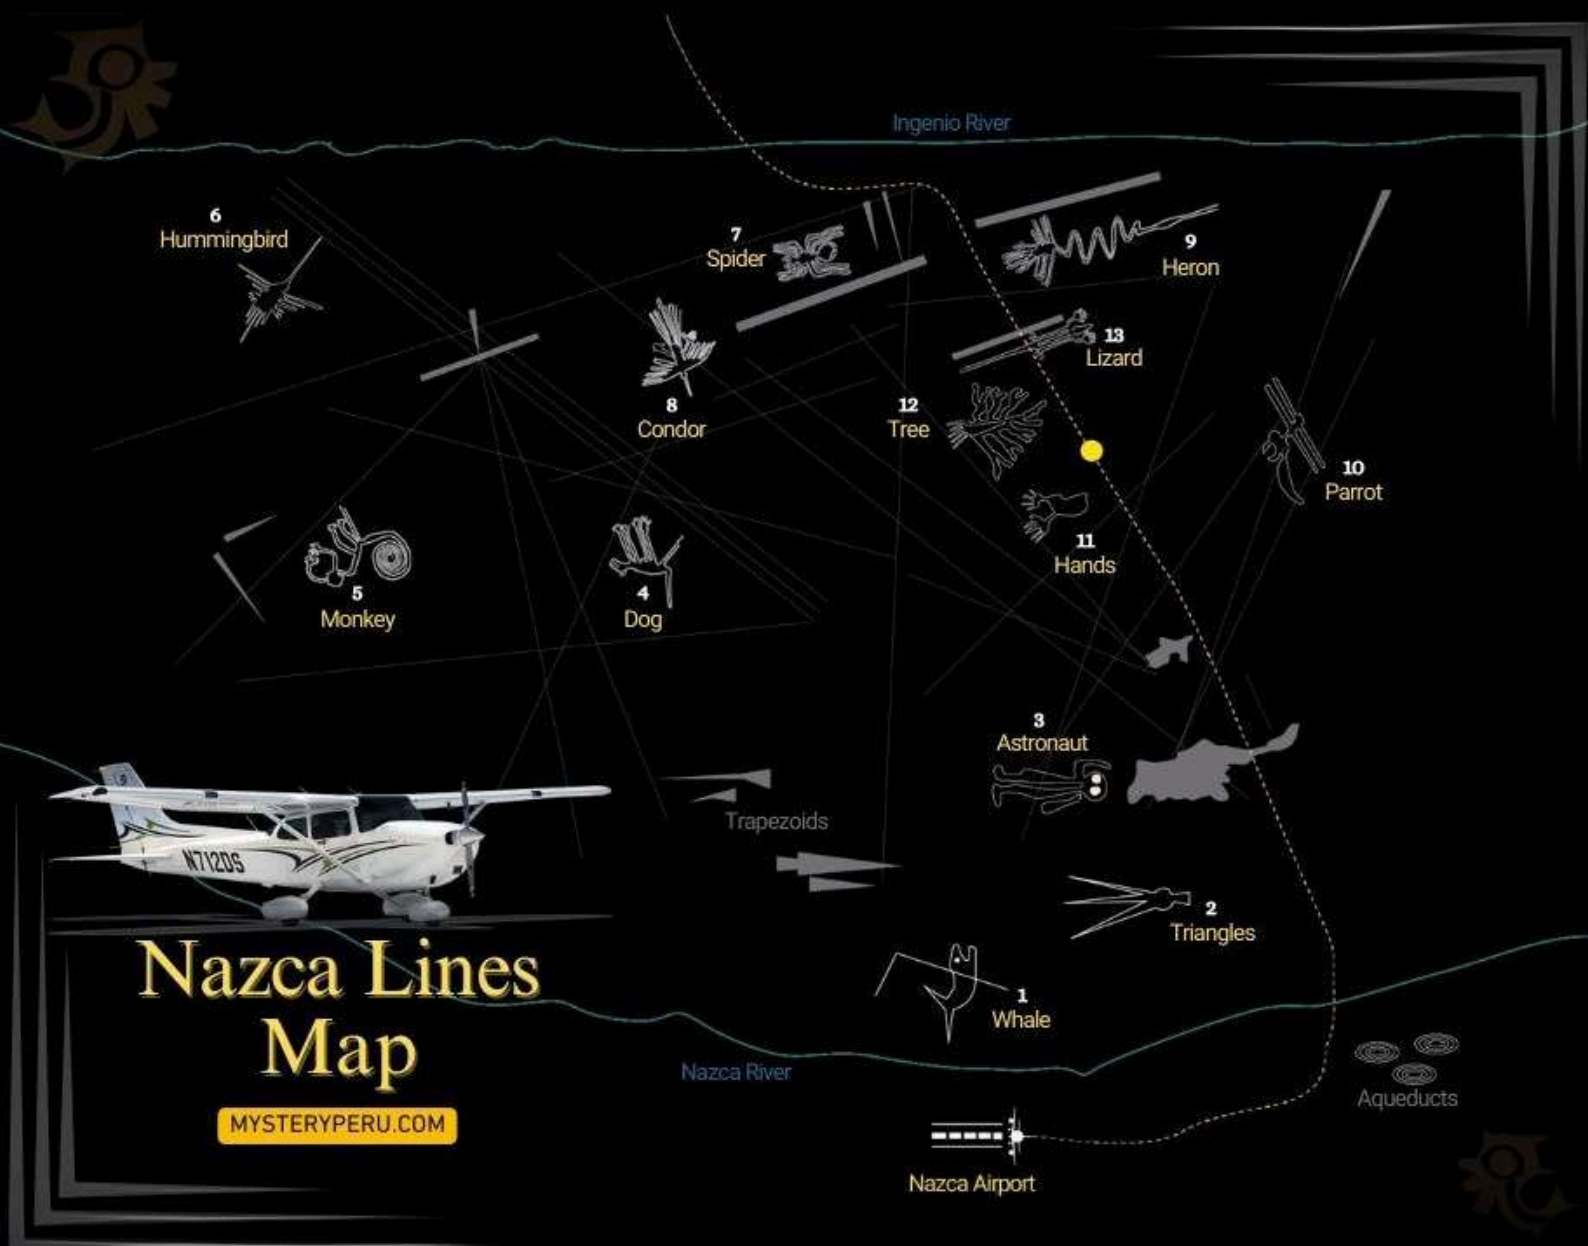 Ingenio River
6
Hummingbird
7
Spider
9
Heron
13
Lizard
8
Condor
12
Tree
10
Parrot
11
Hands
5
Monkey
4
Dog
3
Astronaut
Trapezoids
N712DS
2
Triangles
Nazca Lines
Map
1
Whale
Nazca River
Aqueducts
MYSTERYPERU.COM
Nazca Airport